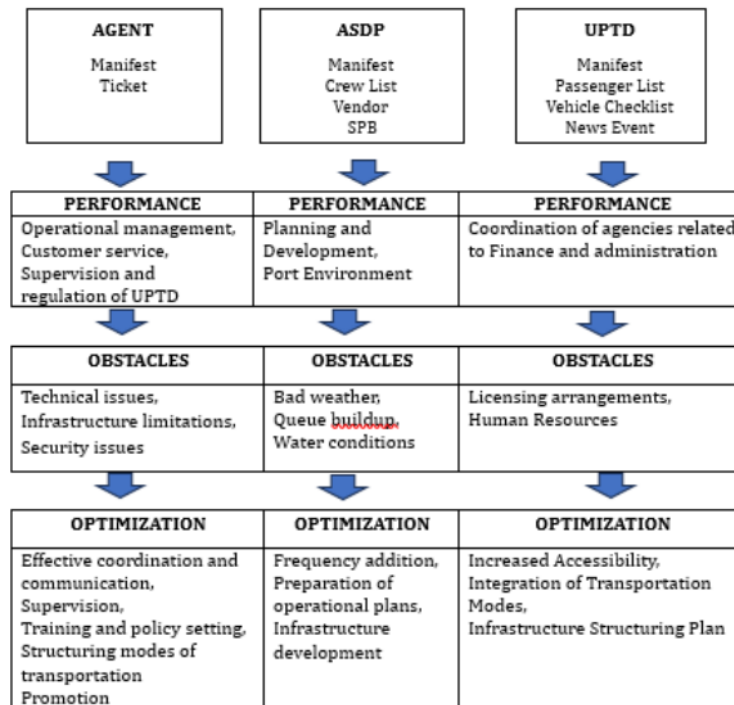 AGENT
Manifest
Ticket
ASDP
Manifest
Crew List
Vendor
SPB
UPTD
Manifest
Passenger List
Vehicle Checklist
News Event
PERFORMANCE
Operational management,
Customer service,
Supervision and
regulation of UPTD
PERFORMANCE
Planning and
Development,
Port Environment
PERFORMANCE
Coordination of agencies related
to Finance and administration
OBSTACLES
Technical issues,
Infrastructure limitations,
Security issues
OBSTACLES
Bad weather,
Queue buildup,
Water conditions
OBSTACLES
Licensing arrangements,
Human Resources
OPTIMIZATION
Effective coordination and
communication,
Supervision,
Training and policy setting,
Structuring modes of
transportation
Promotion
OPTIMIZATION
Frequency addition,
Preparation of
operational plans,
Infrastructure
development
OPTIMIZATION
Increased Accessibility,
Integration of Transportation
Modes,
Infrastructure Structuring Plan